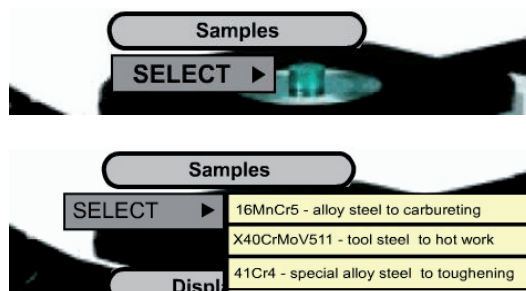 Samples
SELECT
Samples
SELECT
16MnCr5 - alloy steel to carbureting
X40CrMoV511 - tool steel to hot work
41Cr4 - special alloy steel to toughening